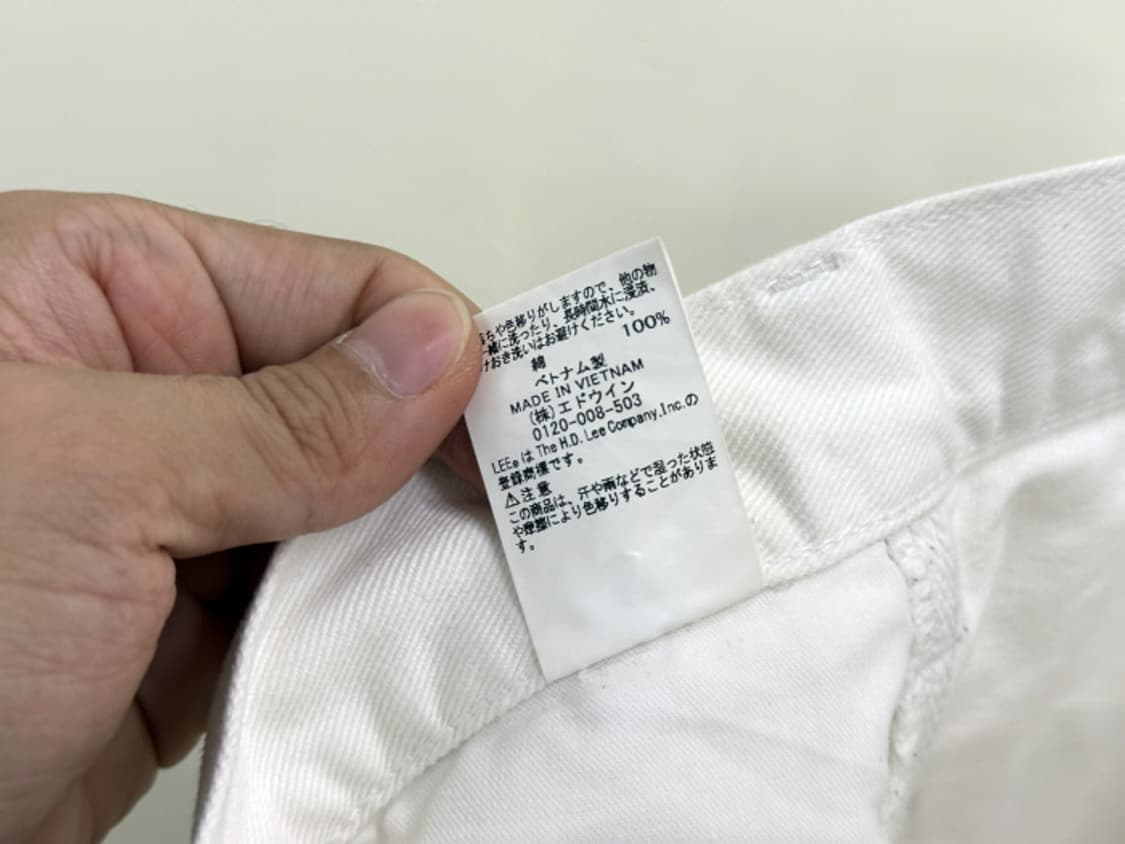 ちや色移りがしますので、他の物
緒に洗ったり、長時間水に浸漬、
けおき洗いはお避けください。
綿 100%
ベトナム製
MADE IN VIETNAM
(株)エドウイン
0120-008-503
LEE® は The H.D. Lee Company, Inc.の
登録商標です。
⚠注意
この商品は、汗や雨などで湿った状態
や摩擦により色移りすることがありま
す。